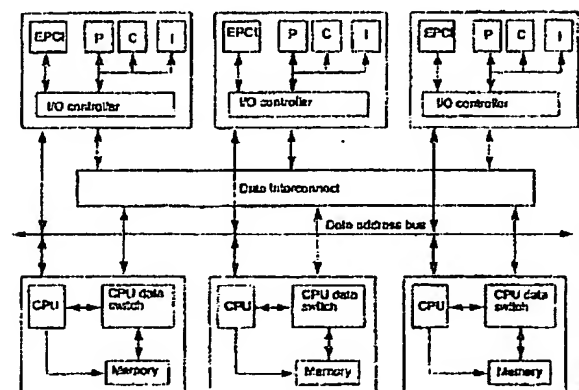 EPCI P C I
I/O controller
EPCI P C I
I/O controller
EPCI P C I
I/O controller
Data Interconnect
Data address bus
CPU
CPU data
switch
Memory
CPU
CPU data
switch
Memory
CPU
CPU data
switch
Memory